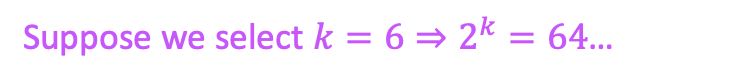 Suppose we select k = 6 ⇒ 2^k = 64...